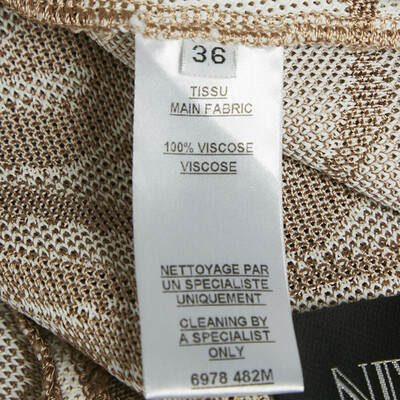 36
TISSU
MAIN FABRIC
100% VISCOSE
VISCOSE
NETTOYAGE PAR
UN SPECIALISTE
UNIQUEMENT
CLEANING BY
A SPECIALIST
ONLY
6978 482M